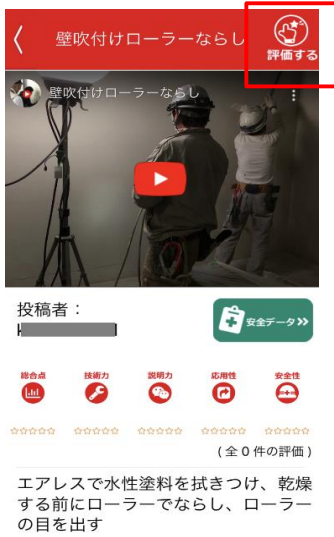 壁吹付けローラーならし
評価する
壁吹付けローラーならし
投稿者：
安全データ
総合点
技術力
説明力
応用性
安全性
(全0件の評価)
エアレスで水性塗料を拭きつけ、乾燥
する前にローラーでならし、ローラー
の目を出す